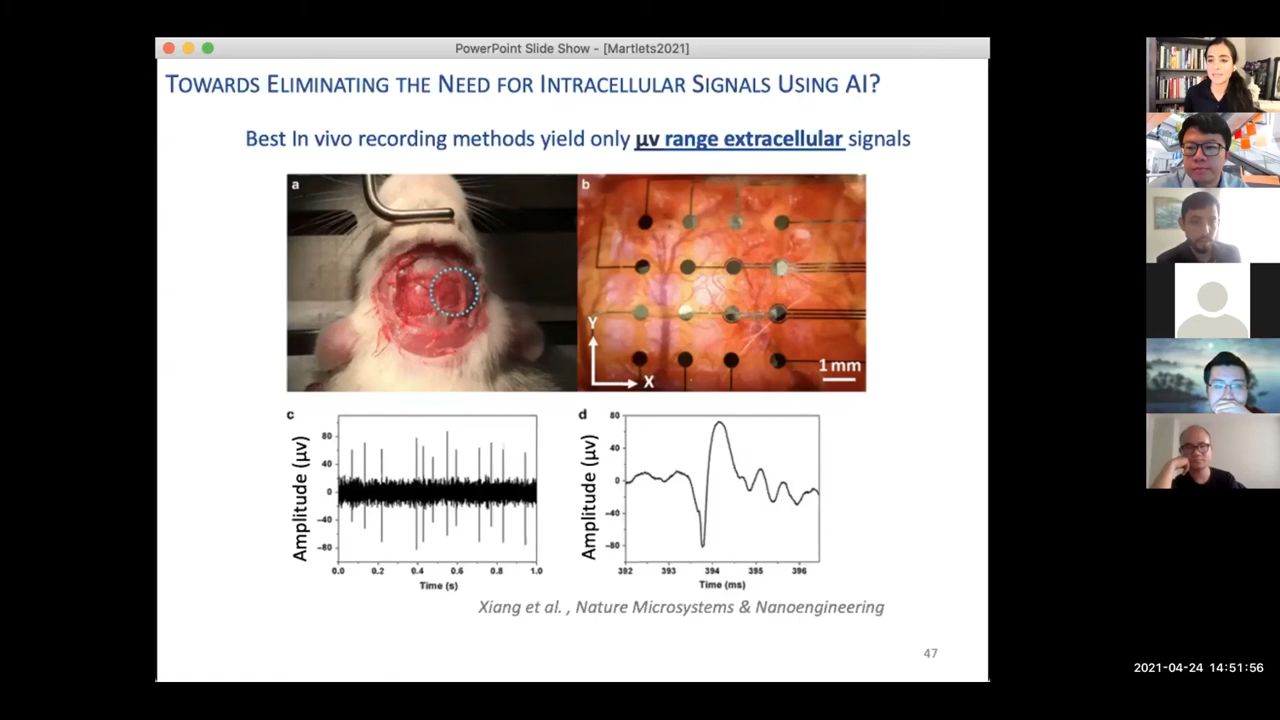 PowerPoint Slide Show - [Martlets2021]
TOWARDS ELIMINATING THE NEED FOR INTRACELLULAR SIGNALS USING AI?
Best In vivo recording methods yield only µv range extracellular signals
a
b
Y
X
1 mm
c
d
Amplitude (µv)
80
40
0
-40
-80
0.0 0.2 0.4 0.6 0.8 1.0
Time (s)
Amplitude (µv)
80
40
0
-40
-80
392 393 394 395 396
Time (ms)
Xiang et al. , Nature Microsystems & Nanoengineering
47
2021-04-24 14:51:56